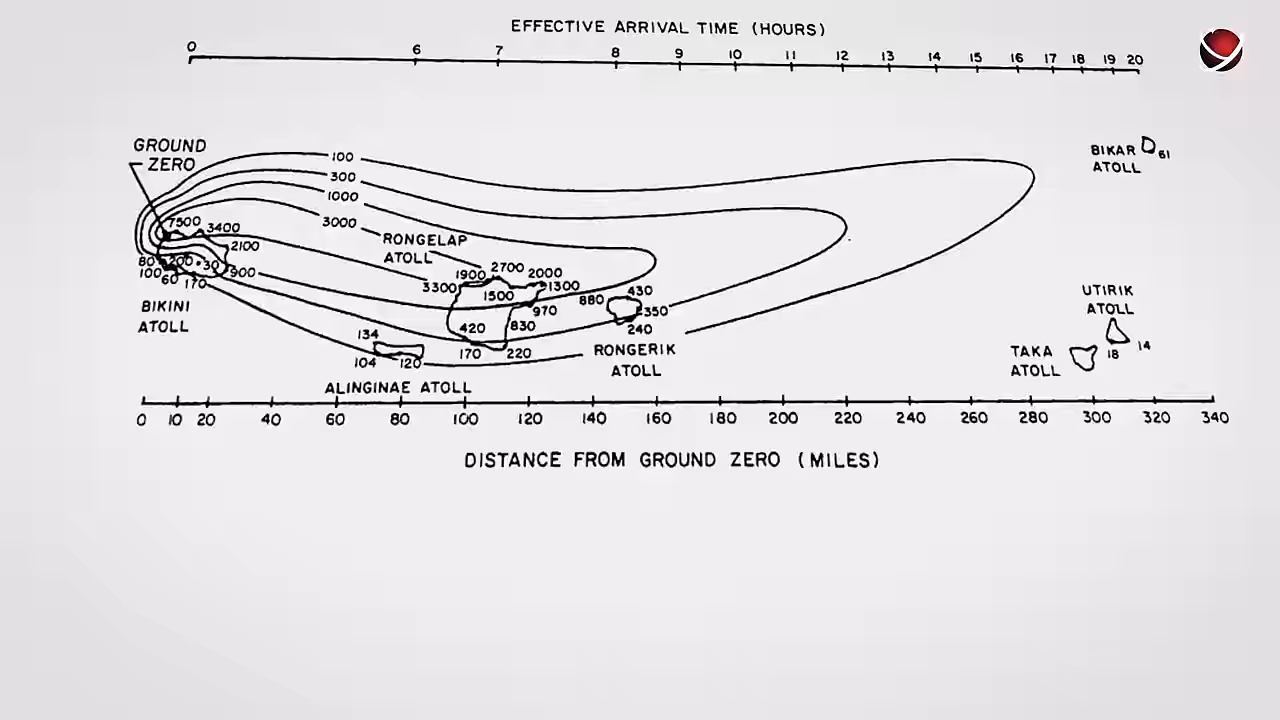 EFFECTIVE ARRIVAL TIME (HOURS)
0 6 7 8 9 10 11 12 13 14 15 16 17 18 19 20
GROUND
ZERO
100
300
1000
3000
BIKAR
ATOLL
61
7500 3400
2100
80 200 30 900
100 60 170
BIKINI
ATOLL
RONGELAP
ATOLL
1900 2700 2000
3300 1500 1300
970
420 830
170 220
880 430
350
240
RONGERIK
ATOLL
134
104 120
ALINGINAE ATOLL
UTIRIK
ATOLL
14
18
TAKA
ATOLL
0 10 20 40 60 80 100 120 140 160 180 200 220 240 260 280 300 320 340
DISTANCE FROM GROUND ZERO (MILES)